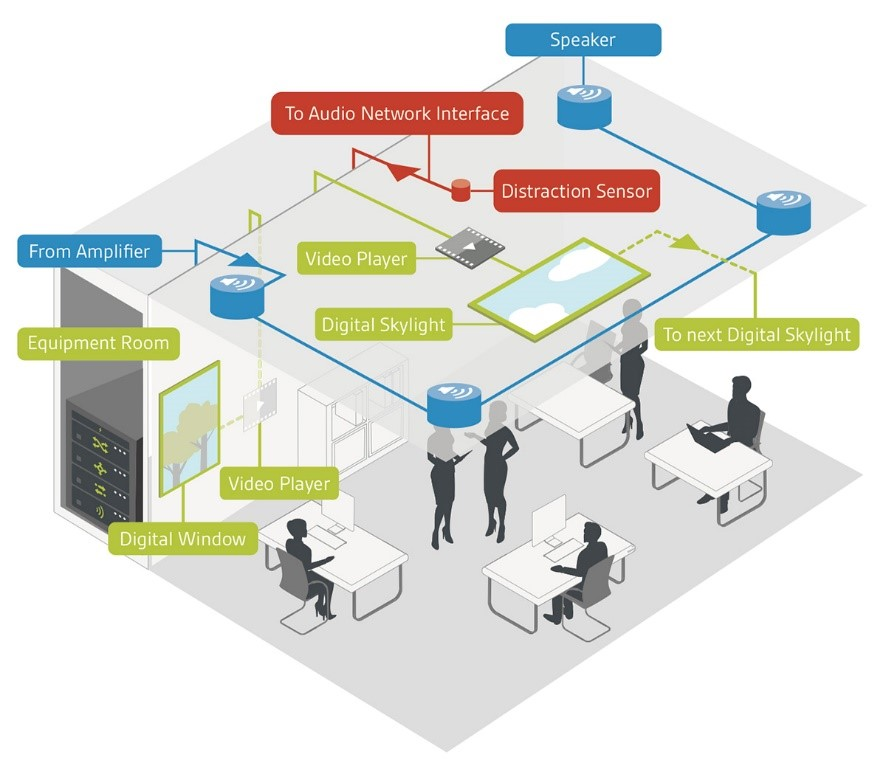 Speaker
To Audio Network Interface
Distraction Sensor
From Amplifier
Video Player
Digital Skylight
To next Digital Skylight
Equipment Room
Video Player
Digital Window